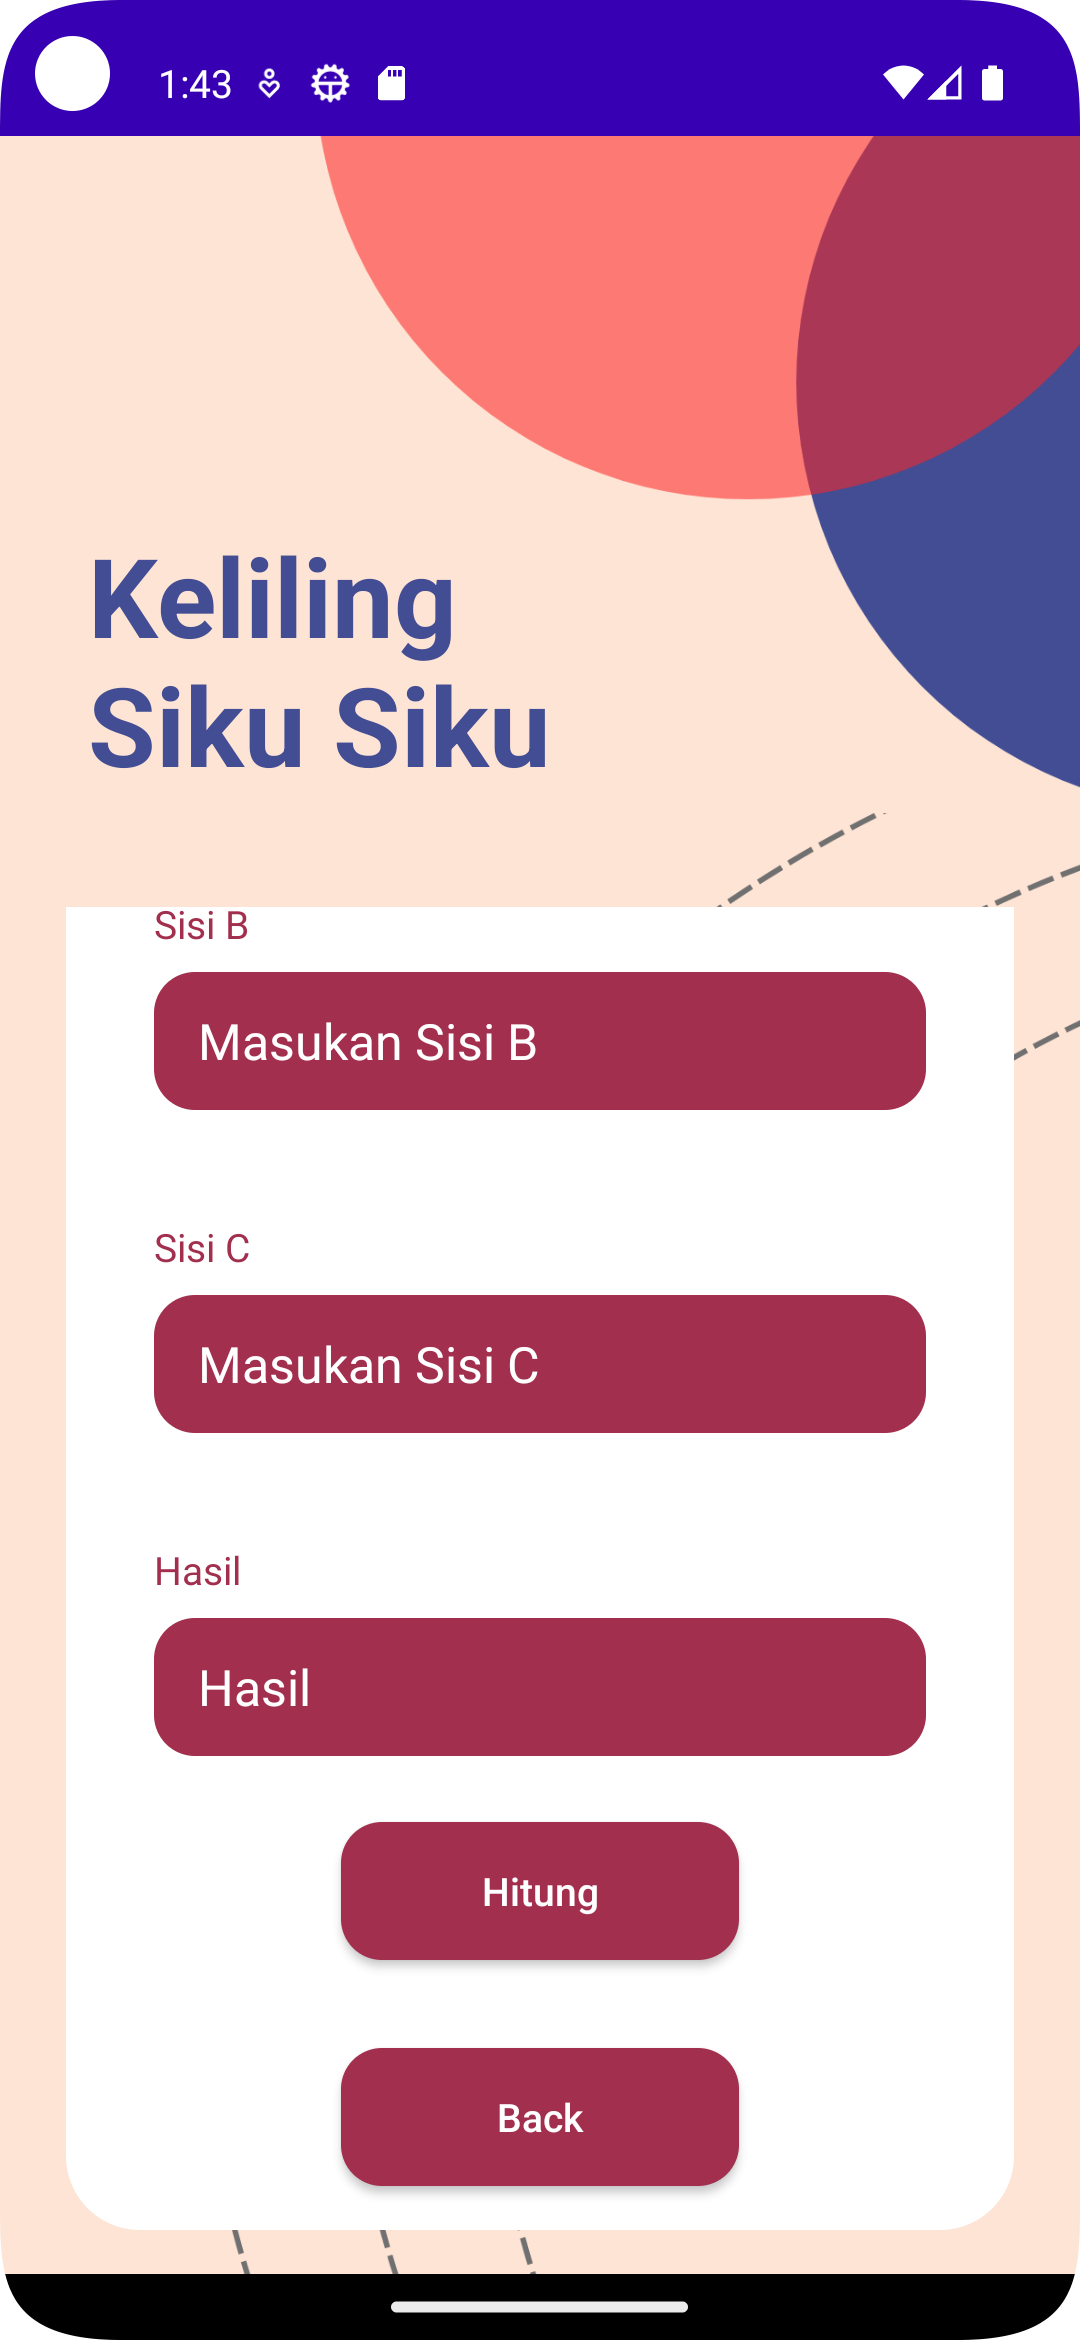 1:43
Keliling
Siku Siku
Sisi B
Masukan Sisi B
Sisi C
Masukan Sisi C
Hasil
Hasil
Hitung
Back